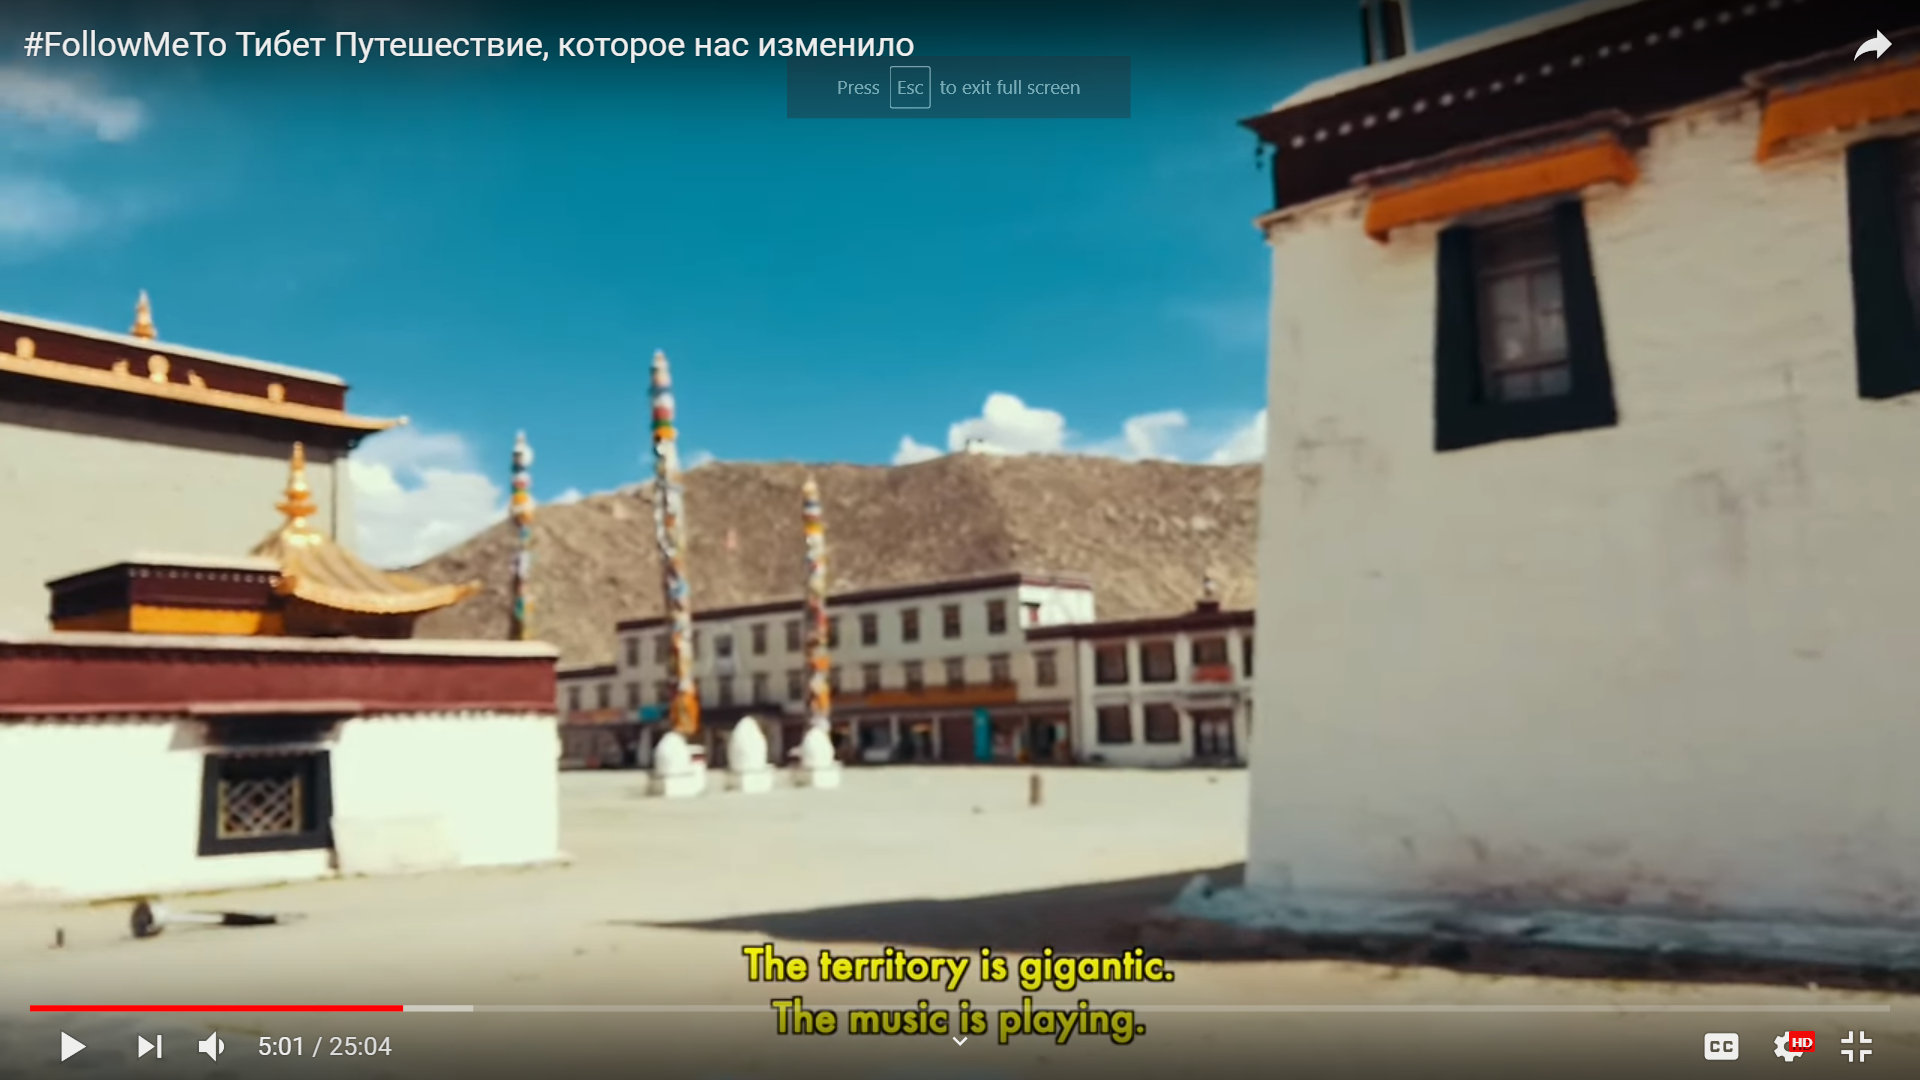 #FollowMeTo Тибет Путешествие, которое нас изменило
Press Esc to exit full screen
The territory is gigantic.
The music is playing.
5:01 / 25:04
CC
HD